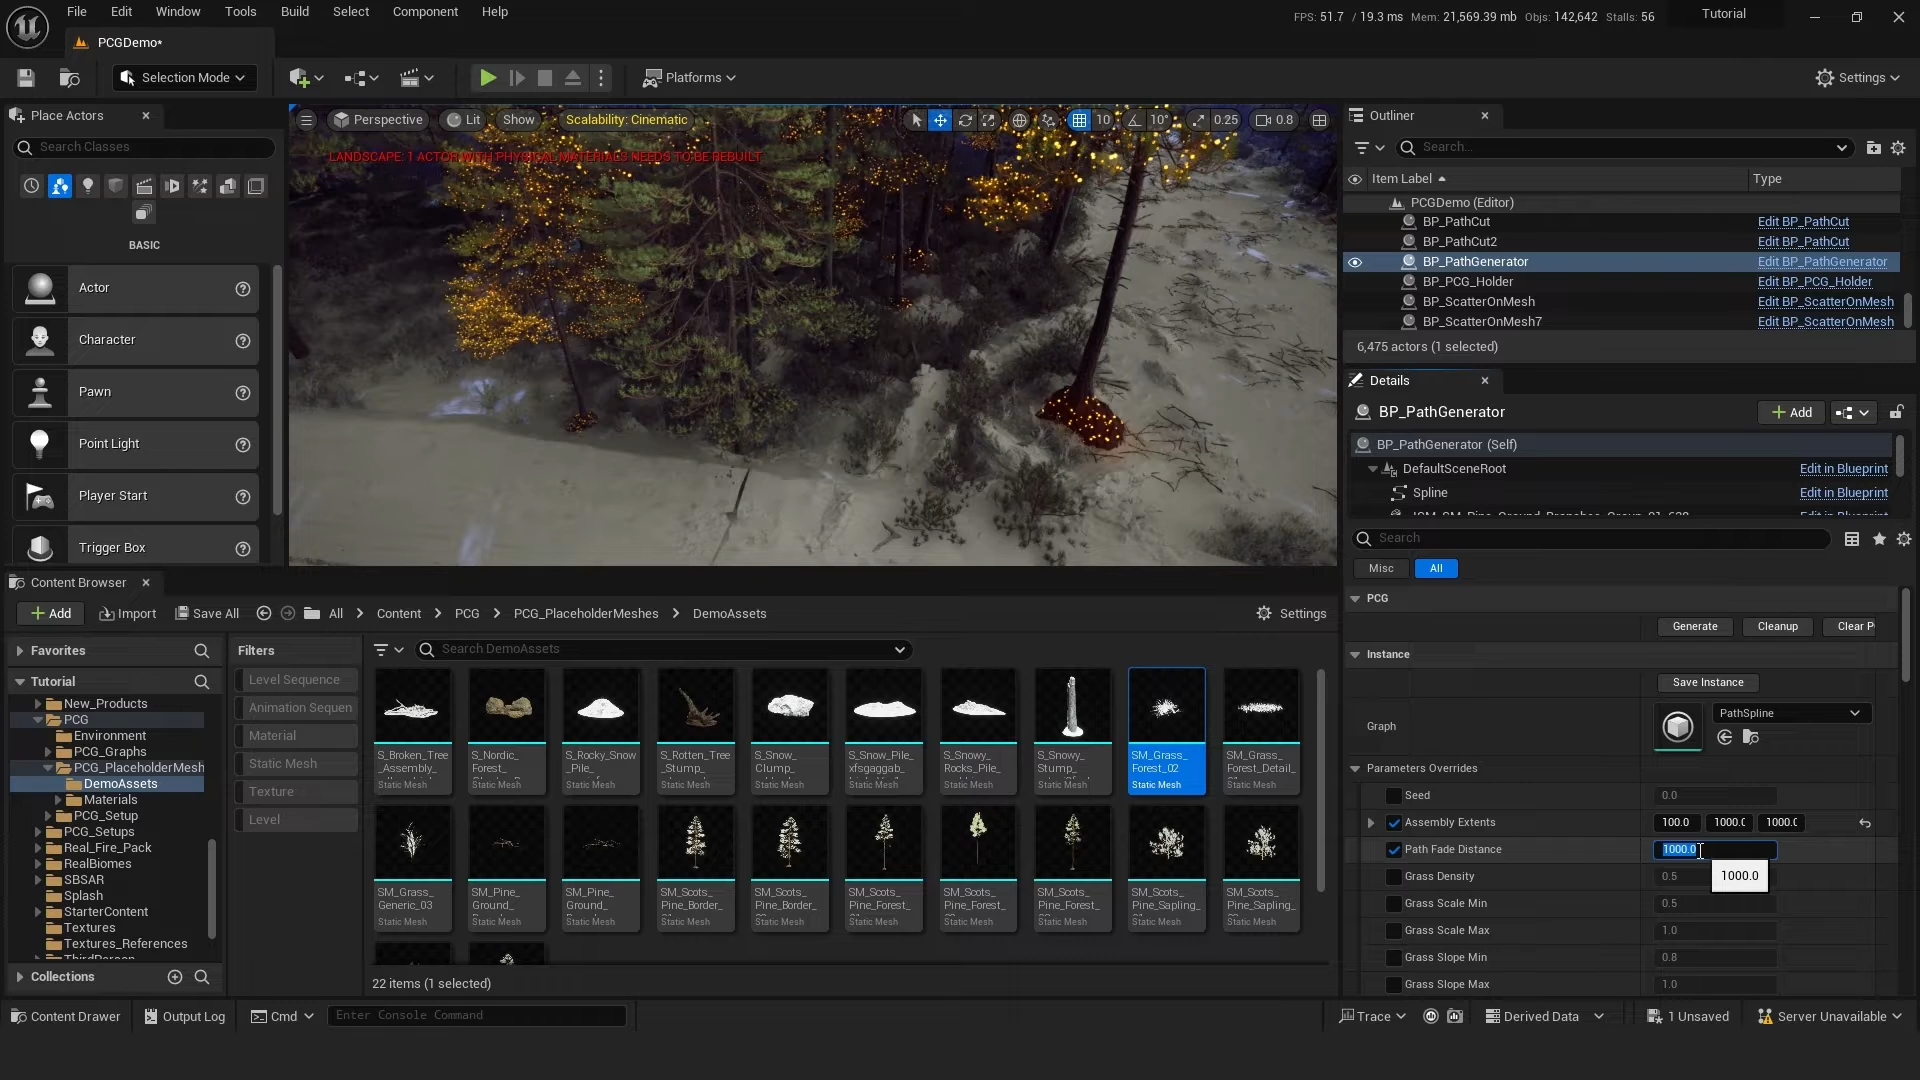 File Edit Window Tools Build Select Component Help
FPS: 51.7 / 19.3 ms Mem: 21,569.39 mb Objs: 142,642 Stalls: 56
Tutorial
PCGDemo*
Selection Mode
Platforms
Settings
Place Actors
Search Classes
BASIC
Actor
Character
Pawn
Point Light
Player Start
Trigger Box
Perspective Lit Show Scalability: Cinematic 10 10° 0.25 0.8
LANDSCAPE: 1 ACTOR WITH PHYSICAL MATERIALS NEEDS TO BE REBUILT
Outliner
Search...
Item Label Type
PCGDemo (Editor)
BP_PathCut Edit BP_PathCut
BP_PathCut2 Edit BP_PathCut
BP_PathGenerator Edit BP_PathGenerator
BP_PCG_Holder Edit BP_PCG_Holder
BP_ScatterOnMesh Edit BP_ScatterOnMesh
BP_ScatterOnMesh7 Edit BP_ScatterOnMesh
6,475 actors (1 selected)
Details
BP_PathGenerator Add
BP_PathGenerator (Self)
DefaultSceneRoot Edit in Blueprint
Spline Edit in Blueprint
Search
Misc All
PCG
Generate Cleanup Clear P
Instance
Save Instance
Graph PathSpline
Parameters Overrides
Seed 0.0
Assembly Extents 100.0 1000.( 1000.(
Path Fade Distance 1000.0
1000.0
Grass Density 0.5
Grass Scale Min 0.5
Grass Scale Max 1.0
Grass Slope Min 0.8
Grass Slope Max 1.0
Content Browser
Add Import Save All All Content PCG PCG_PlaceholderMeshes DemoAssets Settings
Favorites
Tutorial
New_Products
PCG
Environment
PCG_Graphs
PCG_PlaceholderMesh
DemoAssets
Materials
PCG_Setup
PCG_Setups
Real_Fire_Pack
RealBiomes
SBSAR
Splash
StarterContent
Textures
Textures_References
Collections
Filters
Level Sequence
Animation Sequen
Material
Static Mesh
Texture
Level
Search DemoAssets
S_Broken_Tree_ S_Nordic_ S_Rocky_Snow S_Rotten_Tree S_Snow_ S_Snow_Pile_ S_Snowy_ S_Snowy_ SM_Grass_ SM_Grass_
Assembly_ Forest_ _Pile_ _Stump_ Clump_ xfsgaggab_ Rocks_Pile_ Stump_ Forest_02 Forest_Detail_
Static Mesh Static Mesh Static Mesh Static Mesh Static Mesh Static Mesh Static Mesh Static Mesh Static Mesh Static Mesh
SM_Grass_ SM_Pine_ SM_Pine_ SM_Scots_ SM_Scots_ SM_Scots_ SM_Scots_ SM_Scots_ SM_Scots_ SM_Scots_
Generic_03 Ground_ Ground_ Pine_Border_ Pine_Border_ Pine_Forest_ Pine_Forest_ Pine_Forest_ Pine_Sapling_ Pine_Sapling_
Static Mesh Static Mesh Static Mesh Static Mesh Static Mesh Static Mesh Static Mesh Static Mesh Static Mesh Static Mesh
22 items (1 selected)
Content Drawer Output Log Cmd Enter Console Command Trace Derived Data 1 Unsaved Server Unavailable